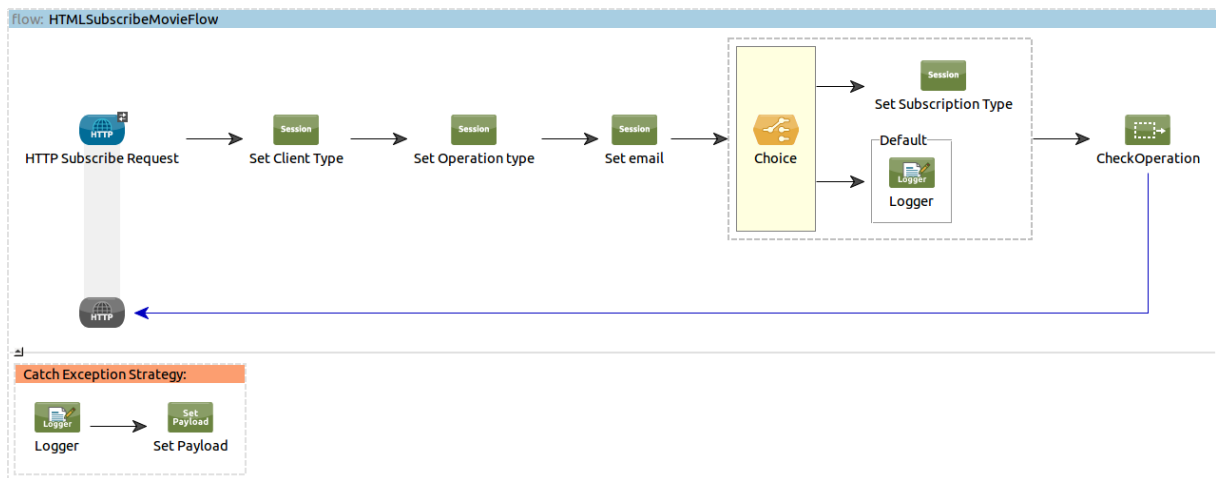 flow: HTMLSubscribeMovieFlow
HTTP
HTTP Subscribe Request
Session
Set Client Type
Session
Set Operation type
Session
Set email
Choice
Session
Set Subscription Type
Default
Logger
Logger
CheckOperation
HTTP
Catch Exception Strategy:
Logger
Logger
Set
Payload
Set Payload